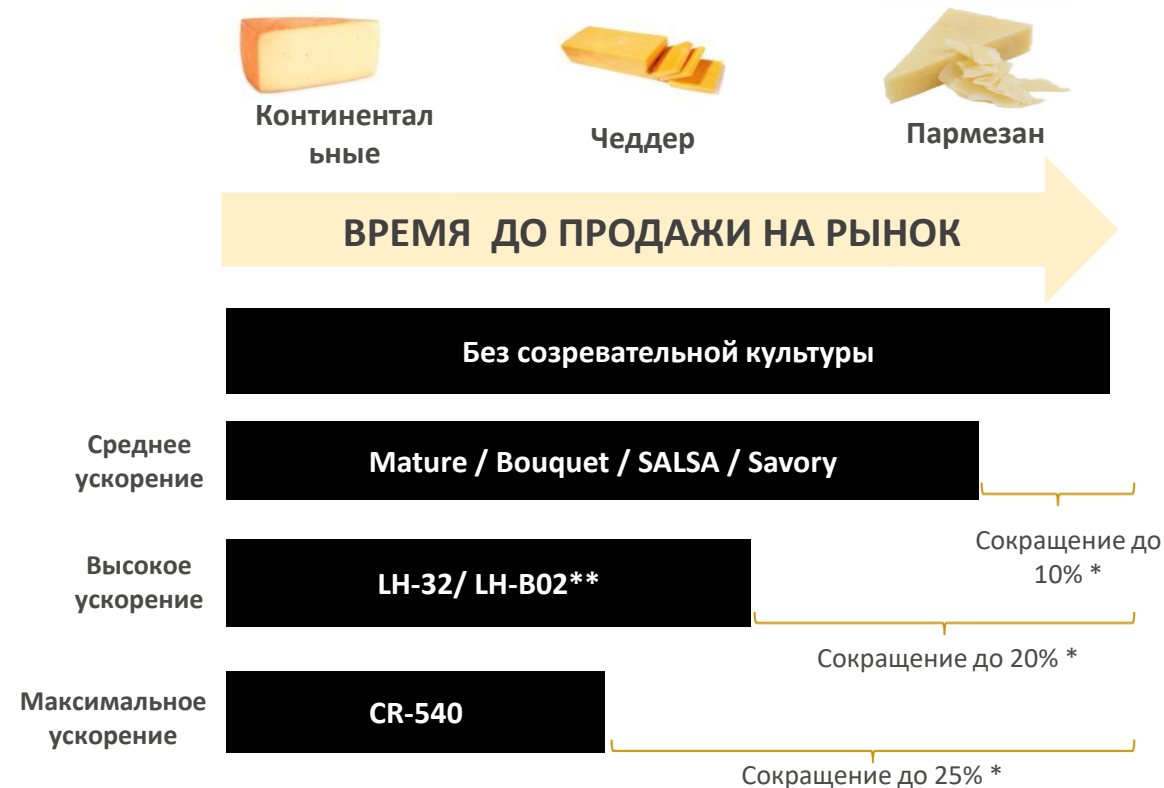 Континентал
ьные
Чеддер
Пармезан
ВРЕМЯ ДО ПРОДАЖИ НА РЫНОК
Без созревательной культуры
Среднее
ускорение
Mature / Bouquet / SALSA / Savory
Сокращение до
10% *
Высокое
ускорение
LH-32/ LH-B02**
Сокращение до 20% *
Максимальное
ускорение
CR-540
Сокращение до 25% *